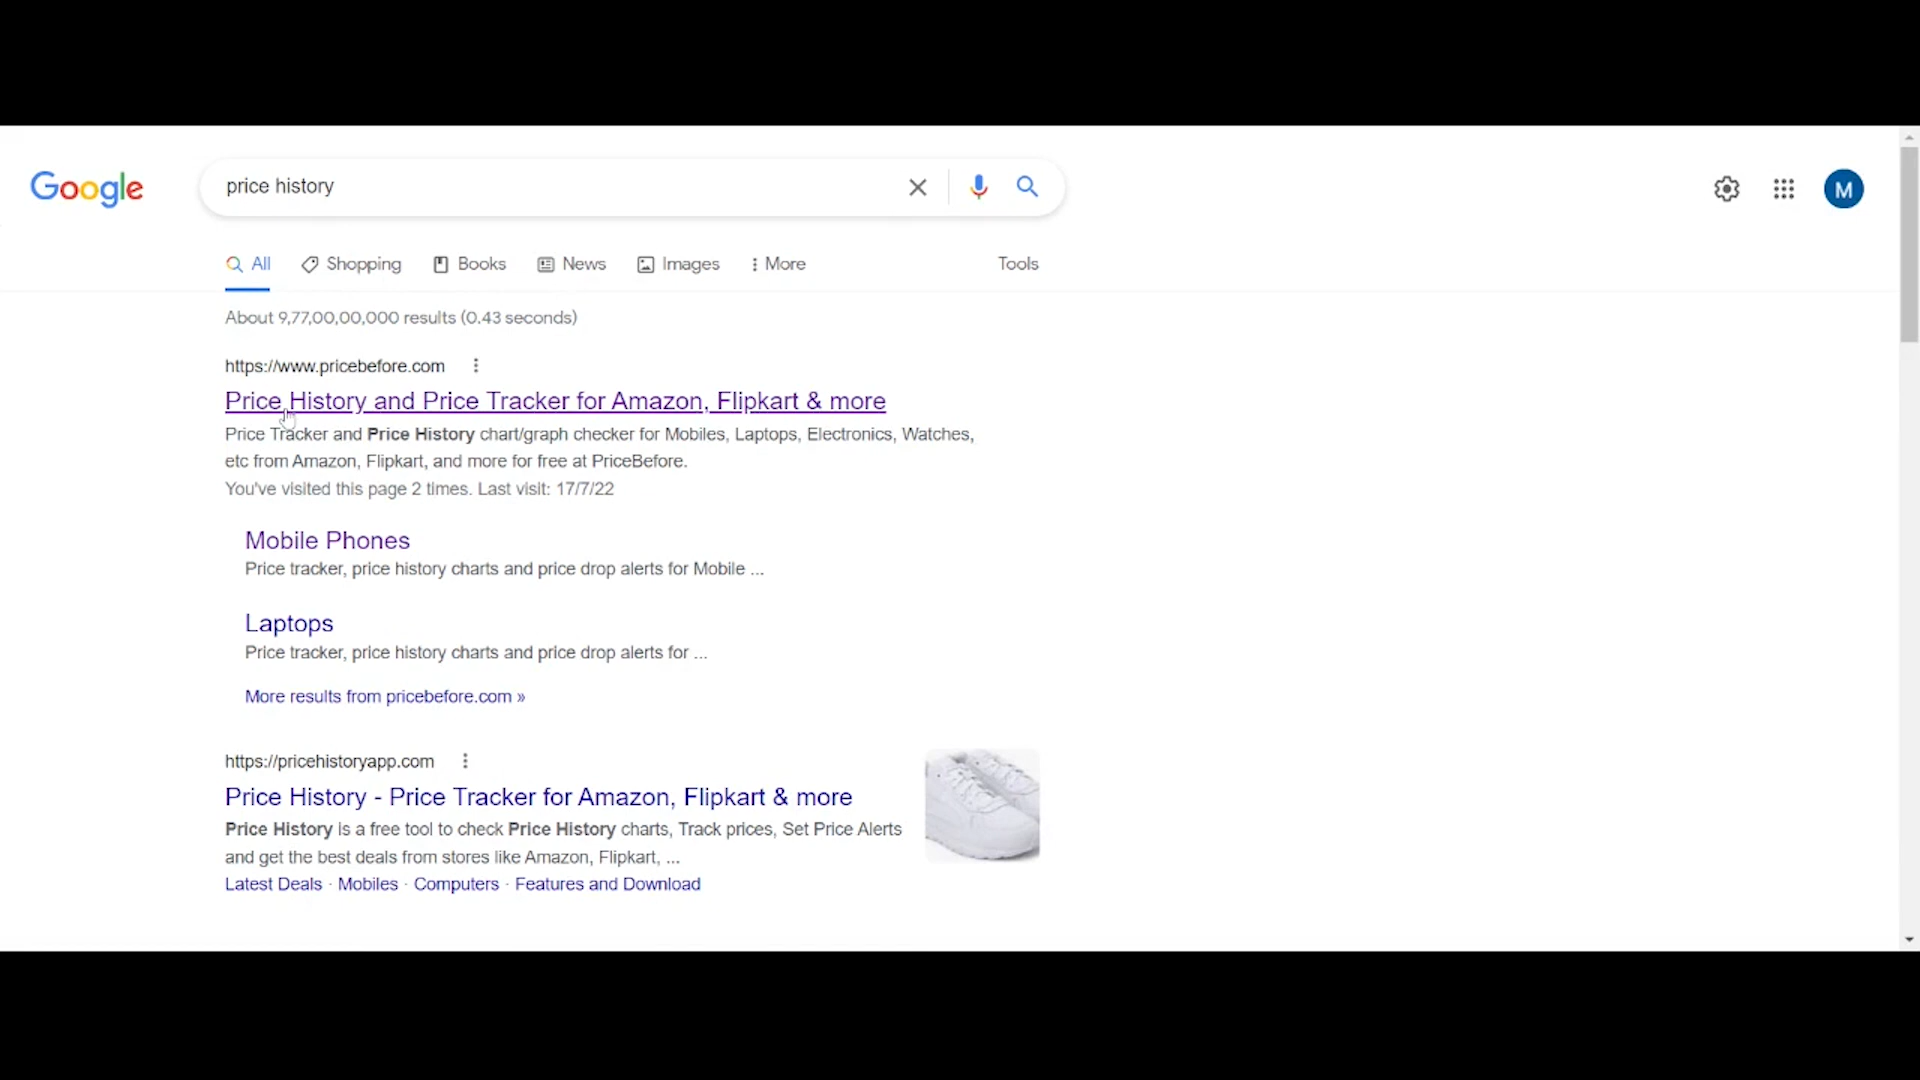 Google
price history
M
All
Shopping
Books
News
Images
More
Tools
About 9,77,00,00,000 results (0.43 seconds)
https://www.pricebefore.com
Price History and Price Tracker for Amazon, Flipkart & more
Price Tracker and Price History chart/graph checker for Mobiles, Laptops, Electronics, Watches,
etc from Amazon, Flipkart, and more for free at PriceBefore.
You've visited this page 2 times. Last visit: 17/7/22
Mobile Phones
Price tracker, price history charts and price drop alerts for Mobile ...
Laptops
Price tracker, price history charts and price drop alerts for ...
More results from pricebefore.com »
https://pricehistoryapp.com
Price History - Price Tracker for Amazon, Flipkart & more
Price History is a free tool to check Price History charts, Track prices, Set Price Alerts
and get the best deals from stores like Amazon, Flipkart, ...
Latest Deals · Mobiles · Computers · Features and Download